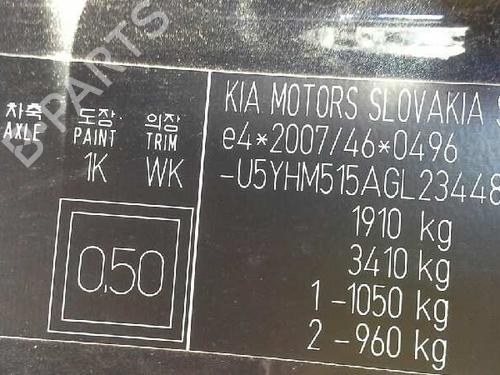 KIA MOTORS SLOVAKIA
e4*2007/46*0496
-U5YHM515AGL23448
1910 kg
3410 kg
1 -1050 kg
2 -960 kg
차축 도장 의장
AXLE PAINT TRIM
1K WK
0.50
B-PARTS